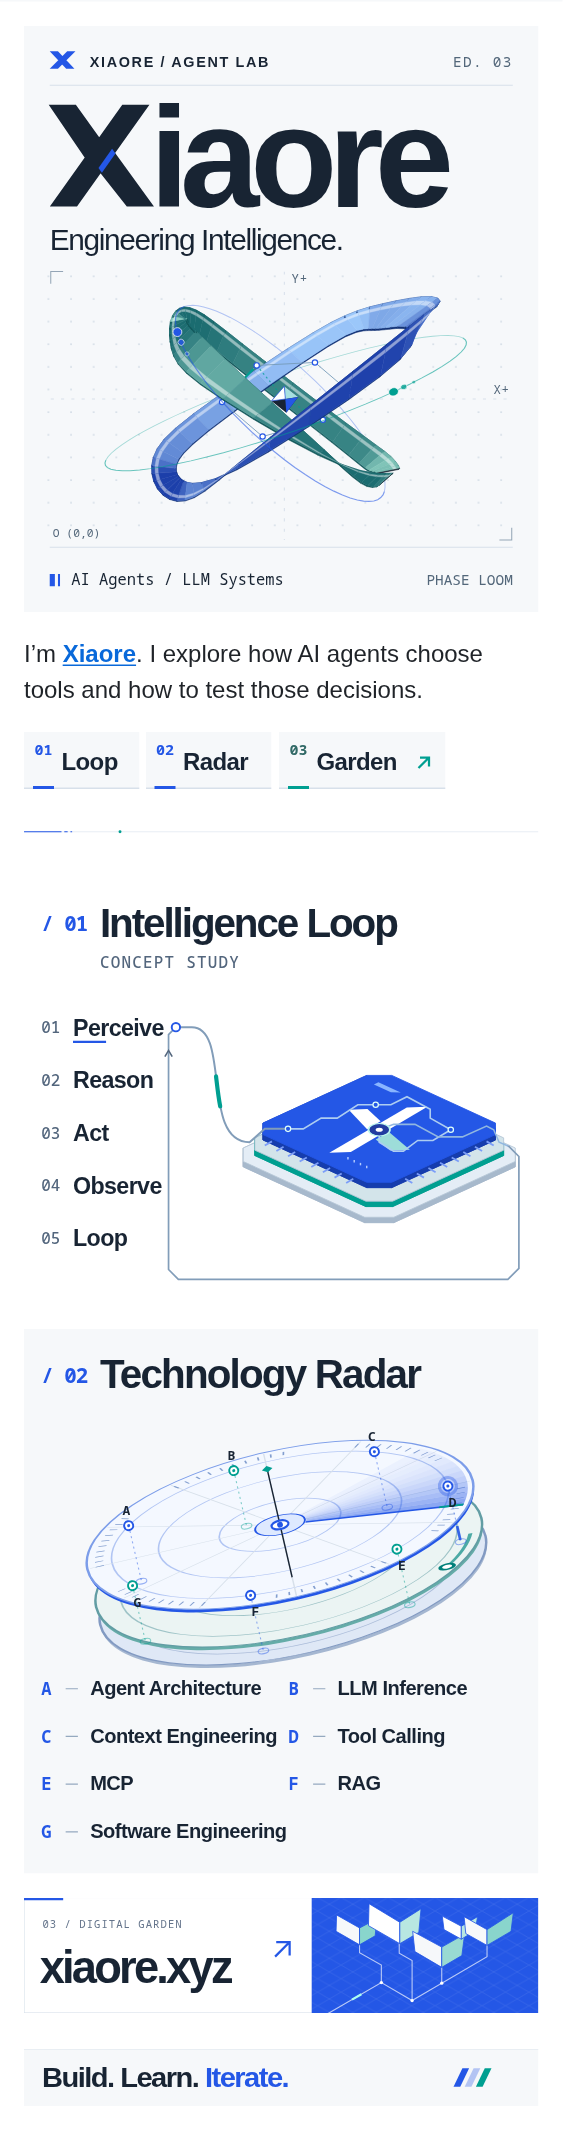 XIAORE / AGENT LAB
ED. 03
Xiaore
Engineering Intelligence.
Y+
X+
O (0,0)
AI Agents / LLM Systems
PHASE LOOM
I’m Xiaore. I explore how AI agents choose
tools and how to test those decisions.
01 Loop
02 Radar
03 Garden
/ 01 Intelligence Loop
CONCEPT STUDY
01 Perceive
02 Reason
03 Act
04 Observe
05 Loop
/ 02 Technology Radar
C
B
D
A
E
G
F
A — Agent Architecture
B — LLM Inference
C — Context Engineering
D — Tool Calling
E — MCP
F — RAG
G — Software Engineering
03 / DIGITAL GARDEN
xiaore.xyz
Build. Learn. Iterate.